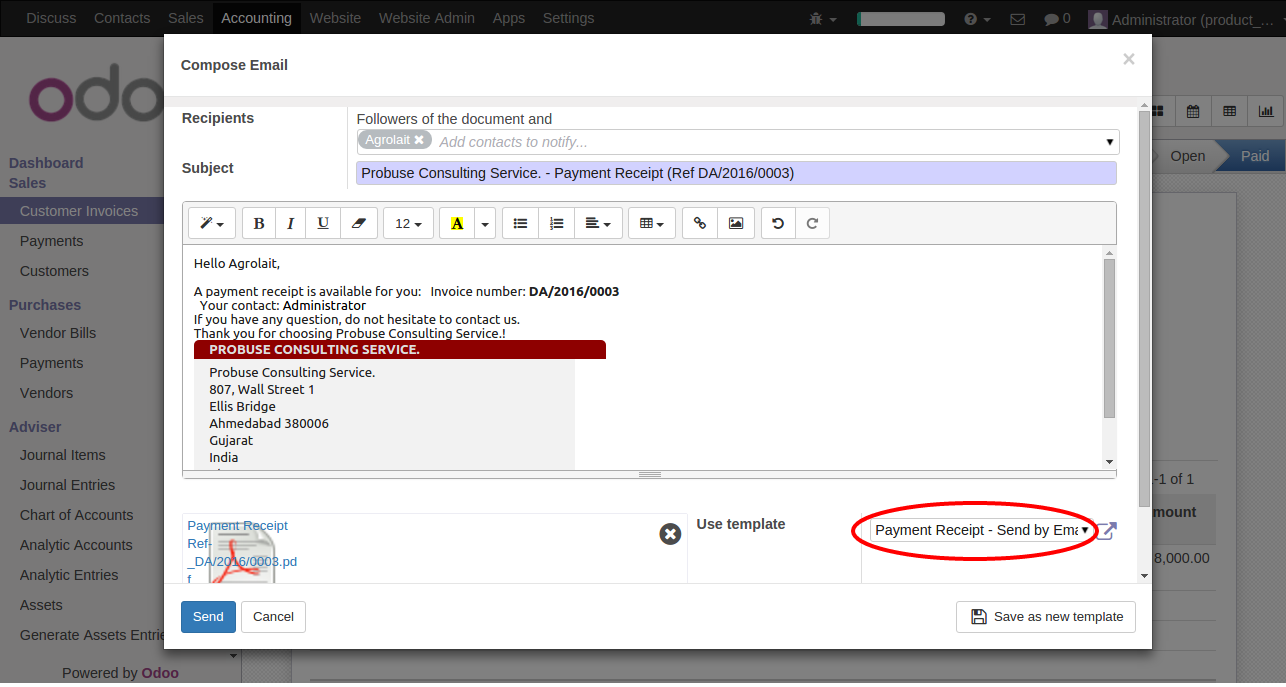 Discuss Contacts Sales Accounting Website Website Admin Apps Settings 0 Administrator (product_...
Compose Email ×
odo
Recipients
Followers of the document and
Agrolait Add contacts to notify...
Subject
Probuse Consulting Service. - Payment Receipt (Ref DA/2016/0003)
Open Paid
Dashboard
Sales
Customer Invoices
Payments
Customers
Purchases
Vendor Bills
Payments
Vendors
Adviser
Journal Items
Journal Entries
Chart of Accounts
Analytic Accounts
Analytic Entries
Assets
Generate Assets Entrie
Powered by Odoo
B I U 12 A
Hello Agrolait,
A payment receipt is available for you: Invoice number: DA/2016/0003
Your contact: Administrator
If you have any question, do not hesitate to contact us.
Thank you for choosing Probuse Consulting Service.!
PROBUSE CONSULTING SERVICE.
Probuse Consulting Service.
807, Wall Street 1
Ellis Bridge
Ahmedabad 380006
Gujarat
India
-1 of 1
mount
8,000.00
Payment Receipt
Ref-
_DA/2016/0003.pd
f
Use template
Payment Receipt - Send by Ema
Send Cancel Save as new template